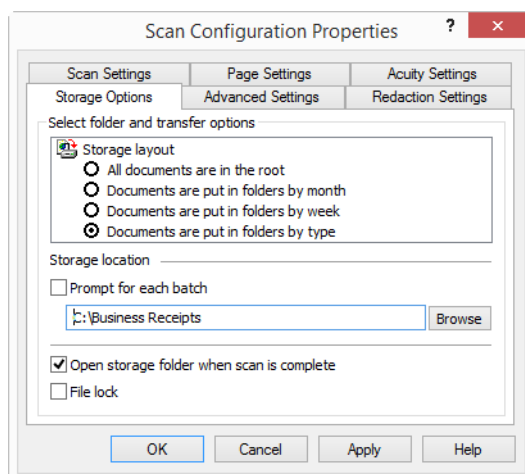 Scan Configuration Properties ? ×
Scan Settings Page Settings Acuity Settings
Storage Options Advanced Settings Redaction Settings
Select folder and transfer options
Storage layout
All documents are in the root
Documents are put in folders by month
Documents are put in folders by week
Documents are put in folders by type
Storage location
Prompt for each batch
C:\Business Receipts Browse
Open storage folder when scan is complete
File lock
OK Cancel Apply Help